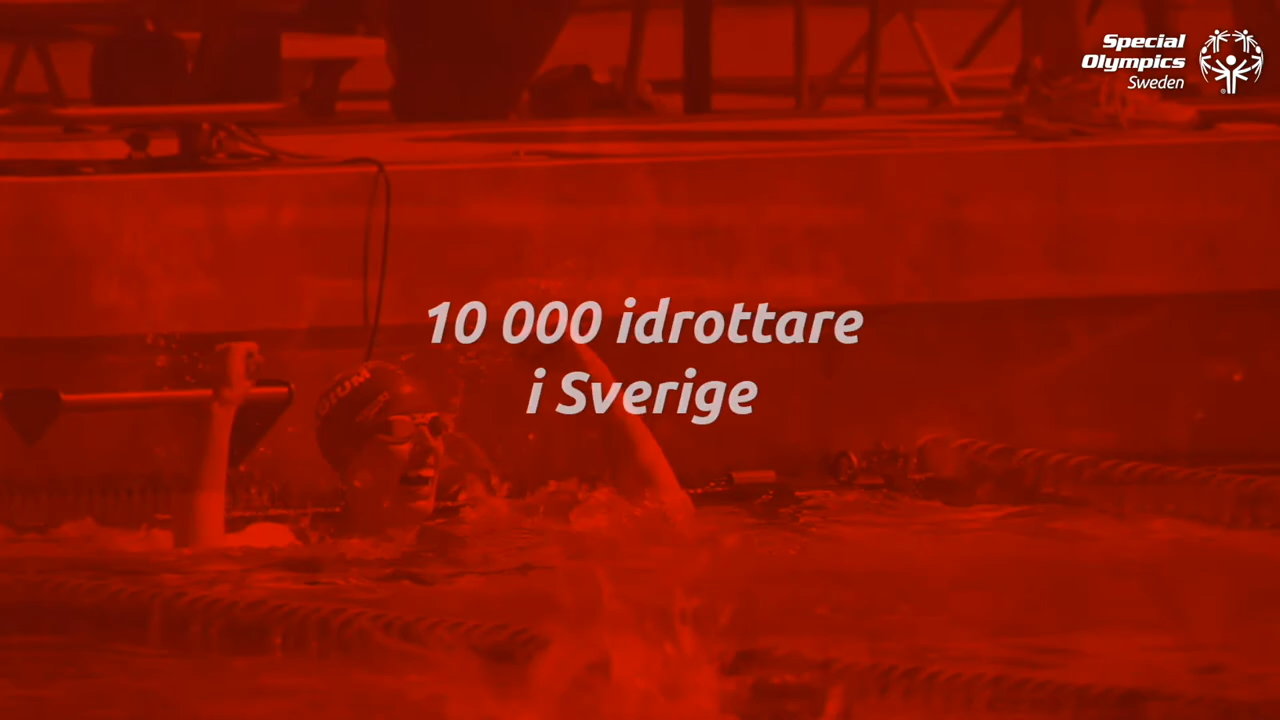 Special
Olympics
Sweden
10 000 idrottare
i Sverige